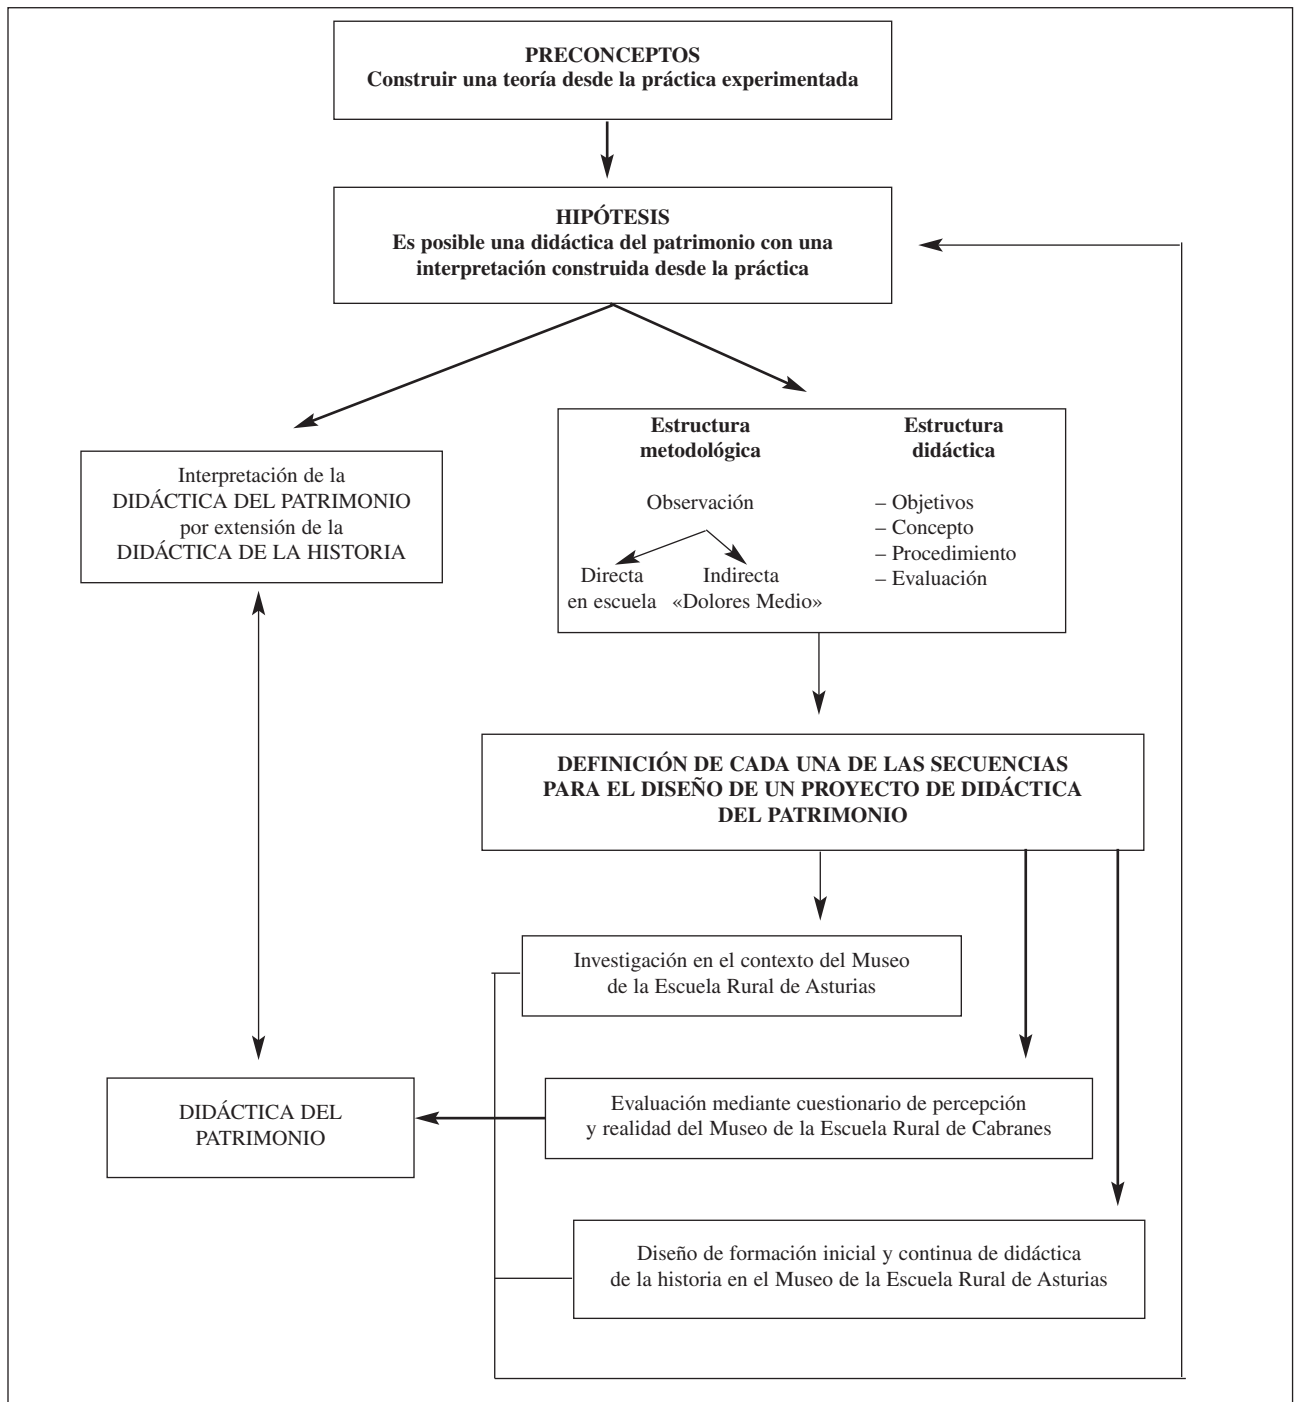 PRECONCEPTOS
Construir una teoría desde la práctica experimentada
HIPÓTESIS
Es posible una didáctica del patrimonio con una
interpretación construida desde la práctica
Interpretación de la
DIDÁCTICA DEL PATRIMONIO
por extensión de la
DIDÁCTICA DE LA HISTORIA
Estructura
metodológica
Observación
Directa
en escuela
Indirecta
«Dolores Medio»
Estructura
didáctica
– Objetivos
– Concepto
– Procedimiento
– Evaluación
DEFINICIÓN DE CADA UNA DE LAS SECUENCIAS
PARA EL DISEÑO DE UN PROYECTO DE DIDÁCTICA
DEL PATRIMONIO
Investigación en el contexto del Museo
de la Escuela Rural de Asturias
DIDÁCTICA DEL
PATRIMONIO
Evaluación mediante cuestionario de percepción
y realidad del Museo de la Escuela Rural de Cabranes
Diseño de formación inicial y continua de didáctica
de la historia en el Museo de la Escuela Rural de Asturias